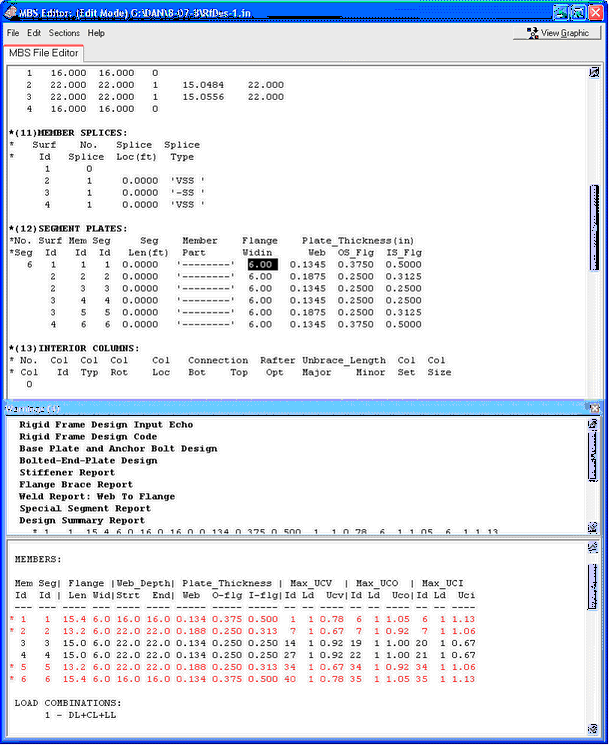 MBS Editor: (Edit Mode) G:\DAN\8-07-3\RfDes-1.in
File Edit Sections Help View Graphic
MBS File Editor
1 16.000 16.000 0
2 22.000 22.000 1 15.0484 22.000
3 22.000 22.000 1 15.0556 22.000
4 16.000 16.000 0
*(11)MEMBER SPLICES:
* Surf No. Splice Splice
* Id Splice Loc(ft) Type
1 0
2 1 0.0000 'VSS '
3 1 0.0000 '-SS '
4 1 0.0000 'VSS '
*(12)SEGMENT PLATES:
*No. Surf Mem Seg Seg Member Flange Plate_Thickness(in)
*Seg Id Id Id Len(ft) Part Widin Web OS_Flg IS_Flg
6 1 1 1 0.0000 '--------' 6.00 0.1345 0.3750 0.5000
2 2 2 0.0000 '--------' 6.00 0.1875 0.2500 0.3125
2 3 3 0.0000 '--------' 6.00 0.1345 0.2500 0.2500
3 4 4 0.0000 '--------' 6.00 0.1345 0.2500 0.2500
3 5 5 0.0000 '--------' 6.00 0.1875 0.2500 0.3125
4 6 6 0.0000 '--------' 6.00 0.1345 0.3750 0.5000
*(13)INTERIOR COLUMNS:
* No. Col Col Col Col Connection Rafter Unbrace_Length Col Col
* Col Id Typ Rot Loc Bot Top Opt Major Minor Set Size
0
Rigid Frame Design Input Echo
Rigid Frame Design Code
Base Plate and Anchor Bolt Design
Bolted-End-Plate Design
Stiffener Report
Flange Brace Report
Weld Report: Web To Flange
Special Segment Report
Design Summary Report
* 1 1 15.4 6.0 16.0 16.0 0.134 0.375 0.500 1 1 0.78 6 1 1.05 6 1 1.13
MEMBERS:
Mem Seg| Flange |Web_Depth| Plate_Thickness | Max_UCV | Max_UCO | Max_UCI
Id Id | Len Wid|Strt End| Web O-flg I-flg|Id Ld Ucv|Id Ld Uco|Id Ld Uci
--- --- ---- --- ---- ---- ----- ----- ----- -- -- ---- -- -- ---- -- -- ----
* 1 1 15.4 6.0 16.0 16.0 0.134 0.375 0.500 1 1 0.78 6 1 1.05 6 1 1.13
* 2 2 13.2 6.0 22.0 22.0 0.188 0.250 0.313 7 1 0.67 7 1 0.92 7 1 1.06
3 3 15.0 6.0 22.0 22.0 0.134 0.250 0.250 14 1 0.92 19 1 1.00 20 1 0.67
4 4 15.0 6.0 22.0 22.0 0.134 0.250 0.250 27 1 0.92 22 1 1.00 21 1 0.67
* 5 5 13.2 6.0 22.0 22.0 0.188 0.250 0.313 34 1 0.67 34 1 0.92 34 1 1.06
* 6 6 15.4 6.0 16.0 16.0 0.134 0.375 0.500 40 1 0.78 35 1 1.05 35 1 1.13
LOAD COMBINATIONS:
1 - DL+CL+LL